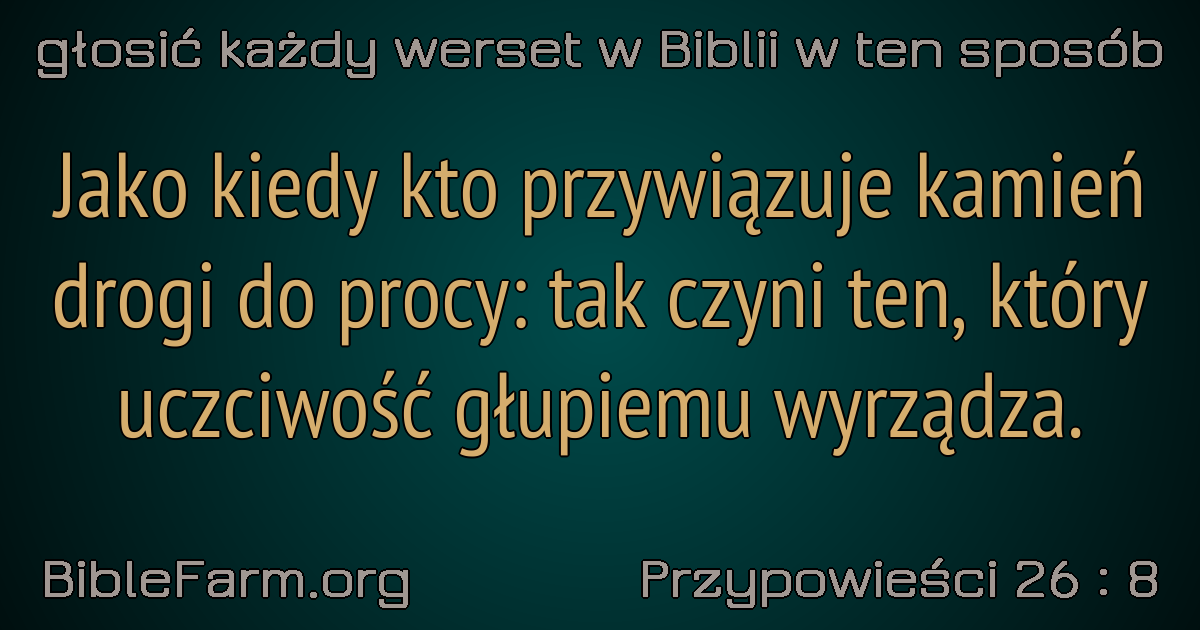 głosić każdy werset w Biblii w ten sposób
Jako kiedy kto przywiązuje kamień
drogi do procy: tak czyni ten, który
uczciwość głupiemu wyrządza.
BibleFarm.org
Przypowieści 26 : 8